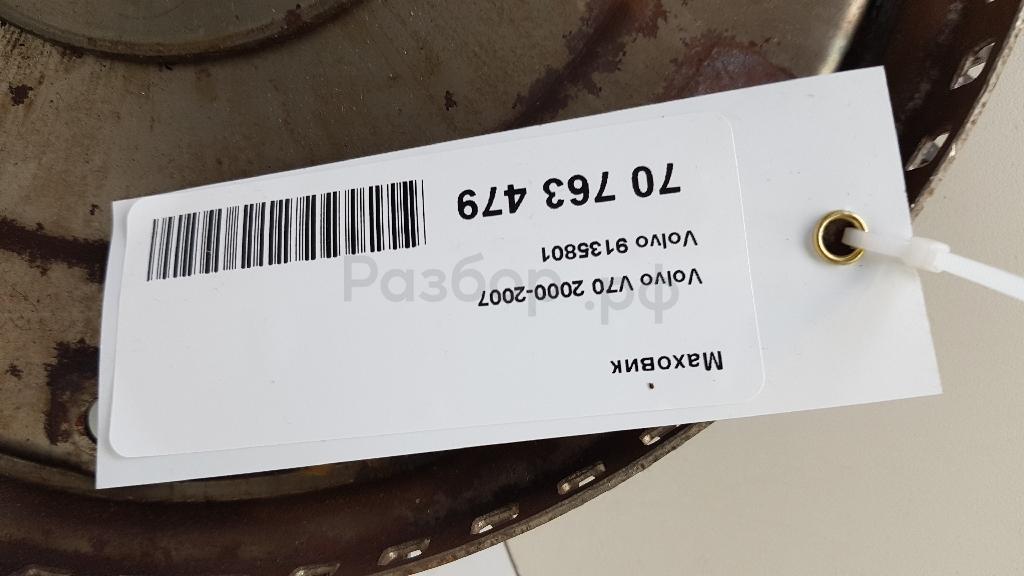 Маховик
Volvo V70 2000-2007
Volvo 9135801
70 763 479
Разбор.рф